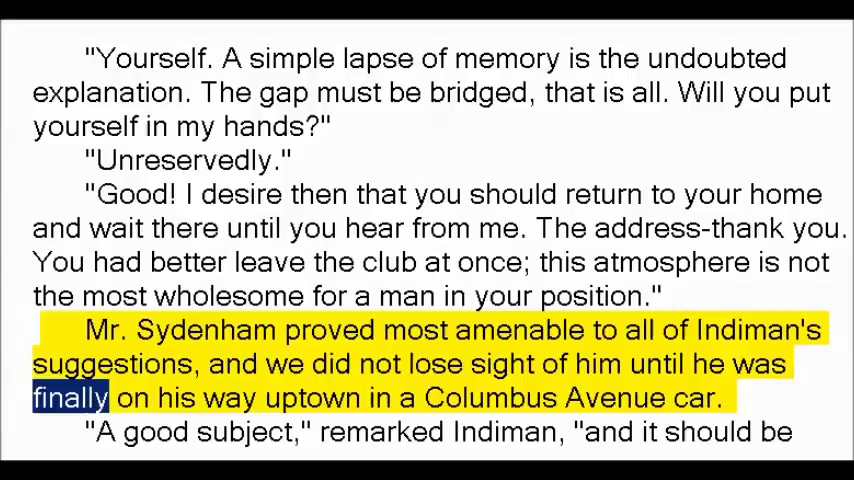 "Yourself. A simple lapse of memory is the undoubted
explanation. The gap must be bridged, that is all. Will you put
yourself in my hands?"
"Unreservedly."
"Good! I desire then that you should return to your home
and wait there until you hear from me. The address-thank you.
You had better leave the club at once; this atmosphere is not
the most wholesome for a man in your position."
Mr. Sydenham proved most amenable to all of Indiman's
suggestions, and we did not lose sight of him until he was
finally on his way uptown in a Columbus Avenue car.
"A good subject," remarked Indiman, "and it should be